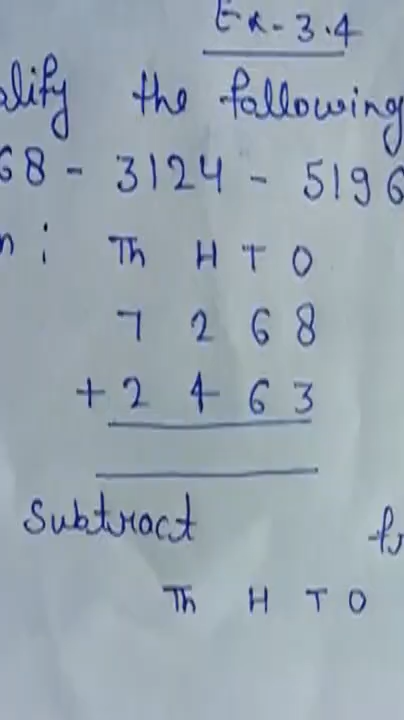 Ex-3.4
the following
68 - 3124 - 5196
Th H T O
7 2 6 8
+ 2 4 6 3
Subtract
Th H T O